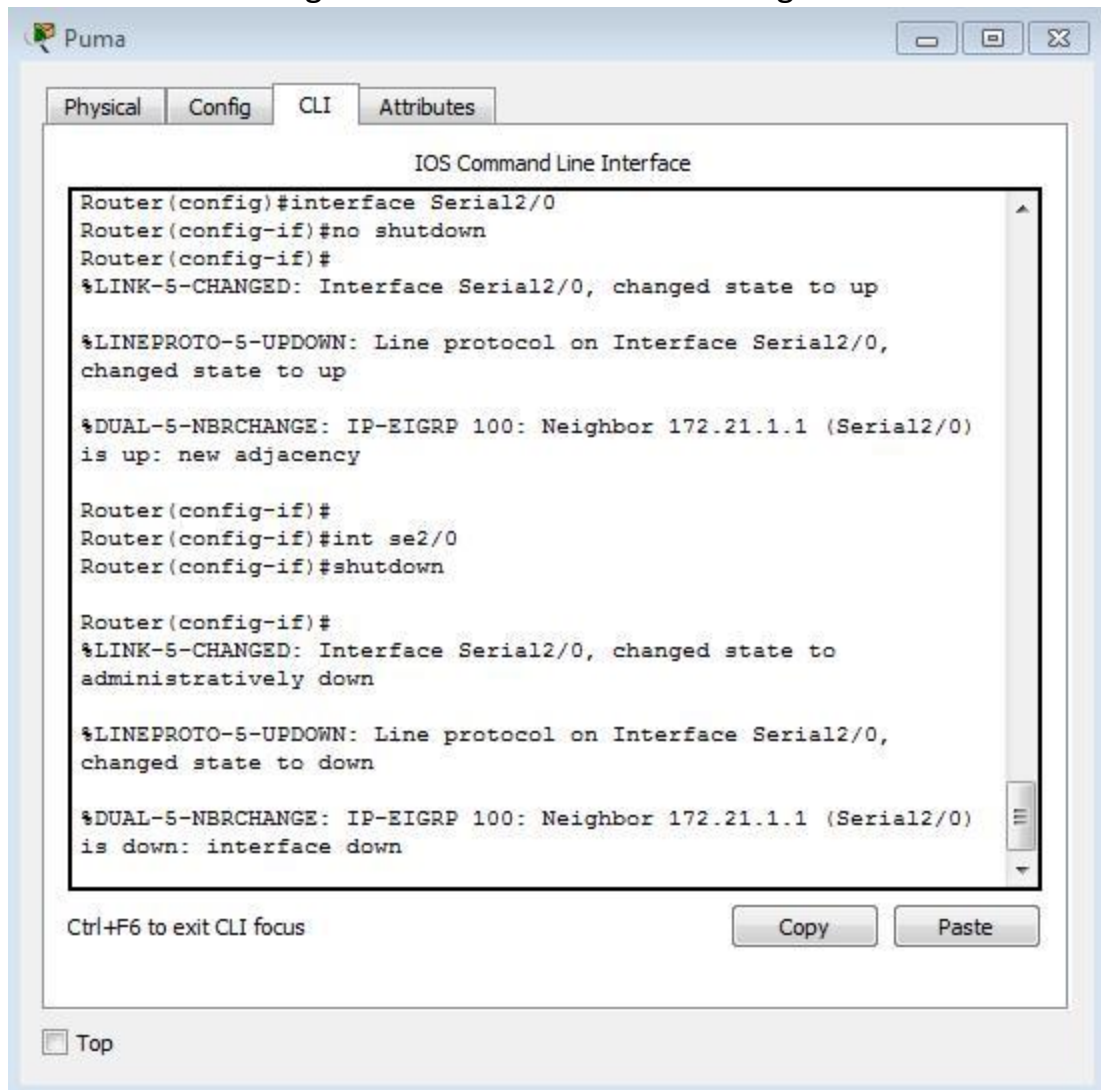 Puma
Physical Config CLI Attributes
IOS Command Line Interface
Router(config)#interface Serial2/0
Router(config-if)#no shutdown
Router(config-if)#
%LINK-5-CHANGED: Interface Serial2/0, changed state to up
%LINEPROTO-5-UPDOWN: Line protocol on Interface Serial2/0,
changed state to up
%DUAL-5-NBRCHANGE: IP-EIGRP 100: Neighbor 172.21.1.1 (Serial2/0)
is up: new adjacency
Router(config-if)#
Router(config-if)#int se2/0
Router(config-if)#shutdown
Router(config-if)#
%LINK-5-CHANGED: Interface Serial2/0, changed state to
administratively down
%LINEPROTO-5-UPDOWN: Line protocol on Interface Serial2/0,
changed state to down
%DUAL-5-NBRCHANGE: IP-EIGRP 100: Neighbor 172.21.1.1 (Serial2/0)
is down: interface down
Ctrl+F6 to exit CLI focus
Copy Paste
Top